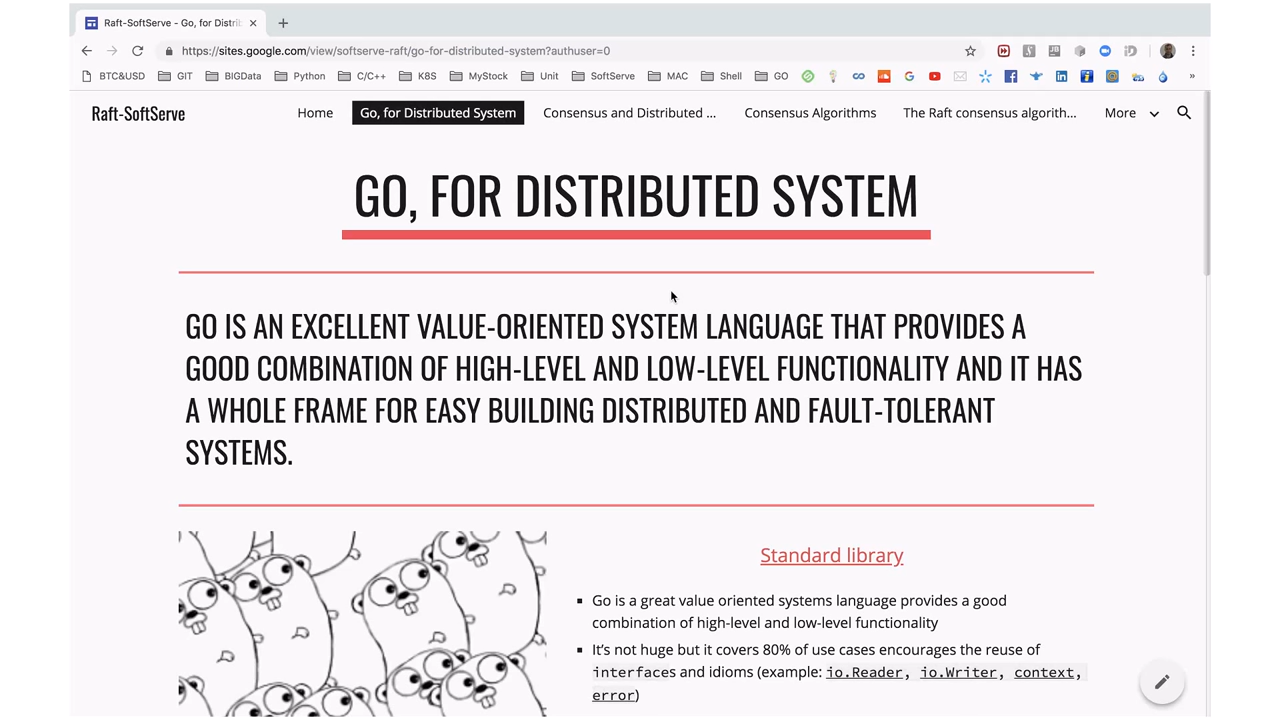 Raft-SoftServe - Go, for Distrib
https://sites.google.com/view/softserve-raft/go-for-distributed-system?authuser=0
BTC&USD GIT BIGData Python C/C++ K8S MyStock Unit SoftServe MAC Shell GO
Raft-SoftServe Home Go, for Distributed System Consensus and Distributed ... Consensus Algorithms The Raft consensus algorith... More
GO, FOR DISTRIBUTED SYSTEM
GO IS AN EXCELLENT VALUE-ORIENTED SYSTEM LANGUAGE THAT PROVIDES A
GOOD COMBINATION OF HIGH-LEVEL AND LOW-LEVEL FUNCTIONALITY AND IT HAS
A WHOLE FRAME FOR EASY BUILDING DISTRIBUTED AND FAULT-TOLERANT
SYSTEMS.
Standard library
Go is a great value oriented systems language provides a good
combination of high-level and low-level functionality
It's not huge but it covers 80% of use cases encourages the reuse of
interfaces and idioms (example: io.Reader, io.Writer, context,
error)